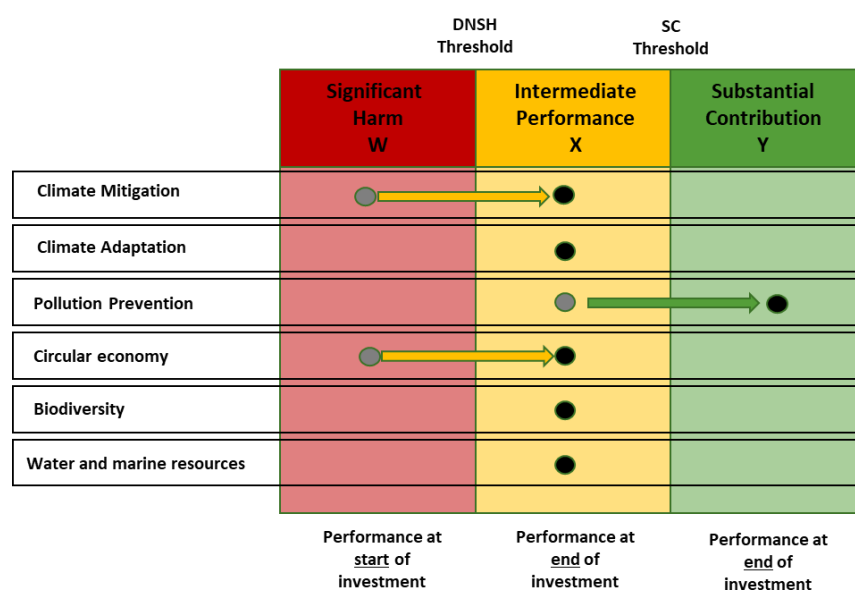 DNSH
Threshold
SC
Threshold
Significant
Harm
W
Intermediate
Performance
X
Substantial
Contribution
Y
Climate Mitigation
Climate Adaptation
Pollution Prevention
Circular economy
Biodiversity
Water and marine resources
Performance at
start of
investment
Performance at
end of
investment
Performance at
end of
investment